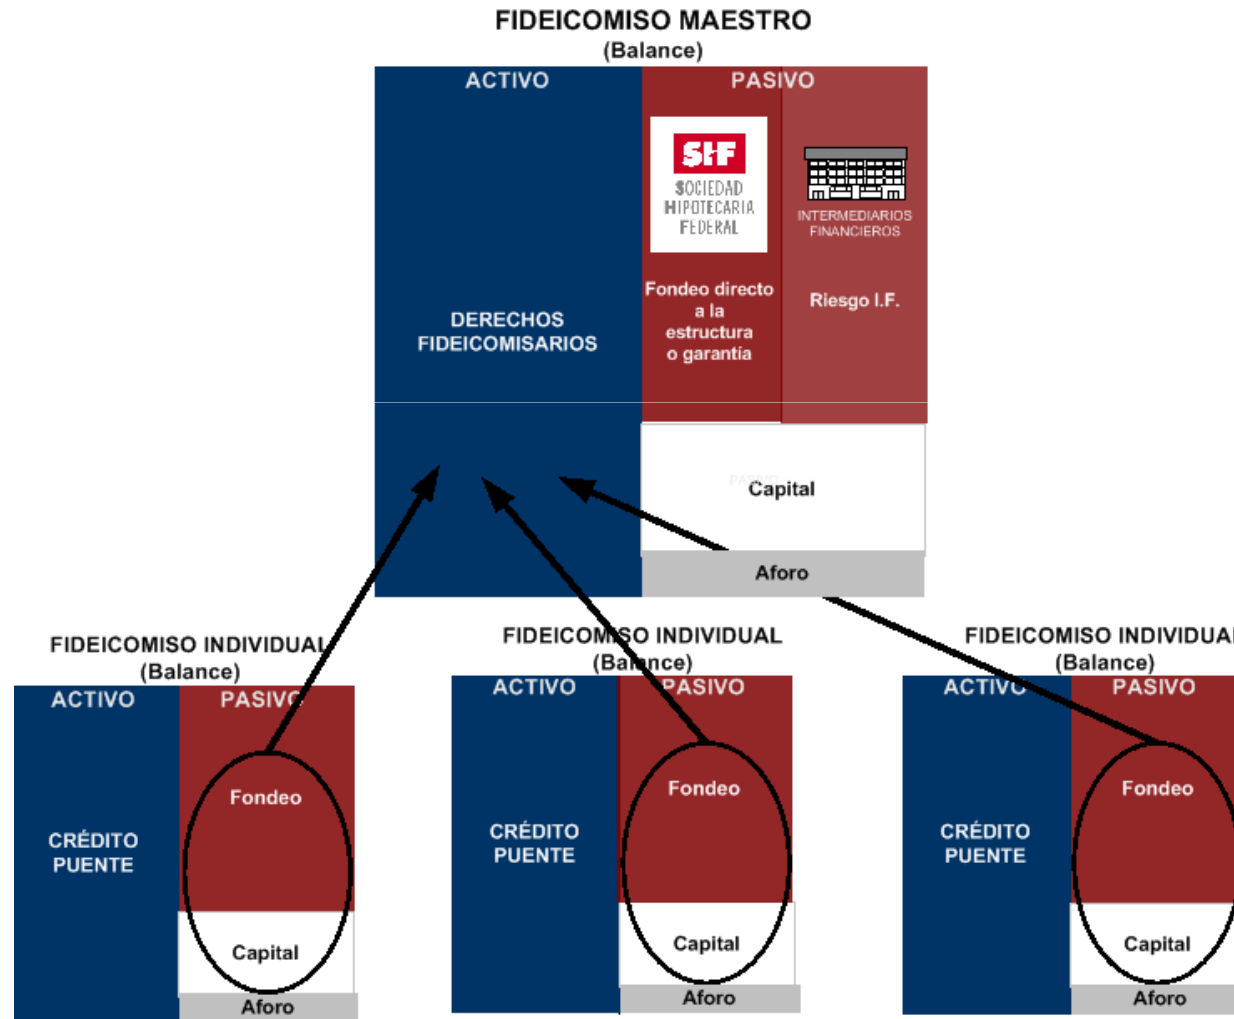 FIDEICOMISO MAESTRO
(Balance)
ACTIVO
PASIVO
SHF
SOCIEDAD
HIPOTECARIA
FEDERAL
INTERMEDIARIOS
FINANCIEROS
Fondeo directo
a la
estructura
o garantía
Riesgo I.F.
DERECHOS
FIDEICOMISARIOS
PASIVO
Capital
Aforo
FIDEICOMISO INDIVIDUAL
(Balance)
ACTIVO
PASIVO
Fondeo
CRÉDITO
PUENTE
Capital
Aforo
FIDEICOMISO INDIVIDUAL
(Balance)
ACTIVO
PASIVO
Fondeo
CRÉDITO
PUENTE
Capital
Aforo
FIDEICOMISO INDIVIDUAL
(Balance)
ACTIVO
PASIVO
Fondeo
CRÉDITO
PUENTE
Capital
Aforo